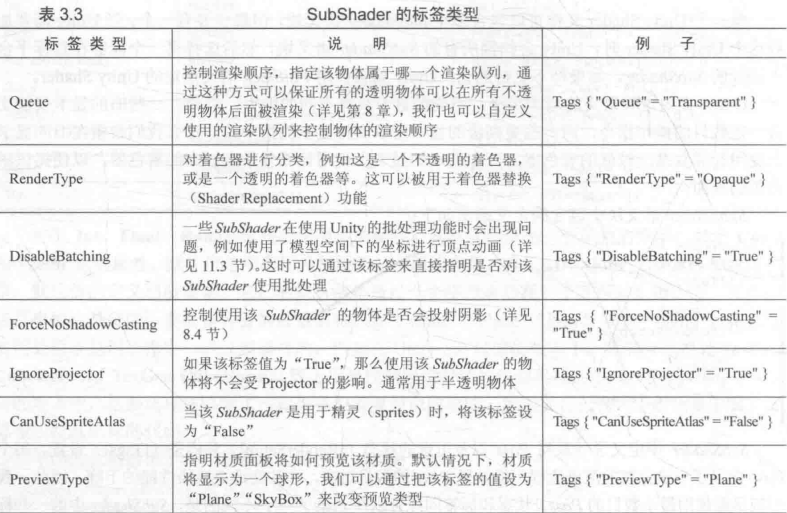 表 3.3 SubShader 的标签类型
标 签 类 型 说 明 例 子
Queue
控制渲染顺序，指定该物体属于哪一个渲染队列，通
过这种方式可以保证所有的透明物体可以在所有不透
明物体后面被渲染（详见第 8 章），我们也可以自定义
使用的渲染队列来控制物体的渲染顺序
Tags { "Queue" = "Transparent" }
RenderType
对着色器进行分类，例如这是一个不透明的着色器，
或是一个透明的着色器等。这可以被用于着色器替换
（Shader Replacement）功能
Tags { "RenderType" = "Opaque" }
DisableBatching
一些 SubShader 在使用 Unity 的批处理功能时会出现问
题，例如使用了模型空间下的坐标进行顶点动画（详
见 11.3 节）。这时可以通过该标签来直接指明是否对该
SubShader 使用批处理
Tags { "DisableBatching" = "True" }
ForceNoShadowCasting
控制使用该 SubShader 的物体是否会投射阴影（详见
8.4 节）
Tags { "ForceNoShadowCasting" =
"True" }
IgnoreProjector
如果该标签值为“True”，那么使用该 SubShader 的物
体将不会受 Projector 的影响。通常用于半透明物体
Tags { "IgnoreProjector" = "True" }
CanUseSpriteAtlas
当该 SubShader 是用于精灵（sprites）时，将该标签设
为“False”
Tags { "CanUseSpriteAtlas" = "False" }
PreviewType
指明材质面板将如何预览该材质。默认情况下，材质
将显示为一个球形，我们可以通过把该标签的值设为
“Plane”“SkyBox”来改变预览类型
Tags { "PreviewType" = "Plane" }